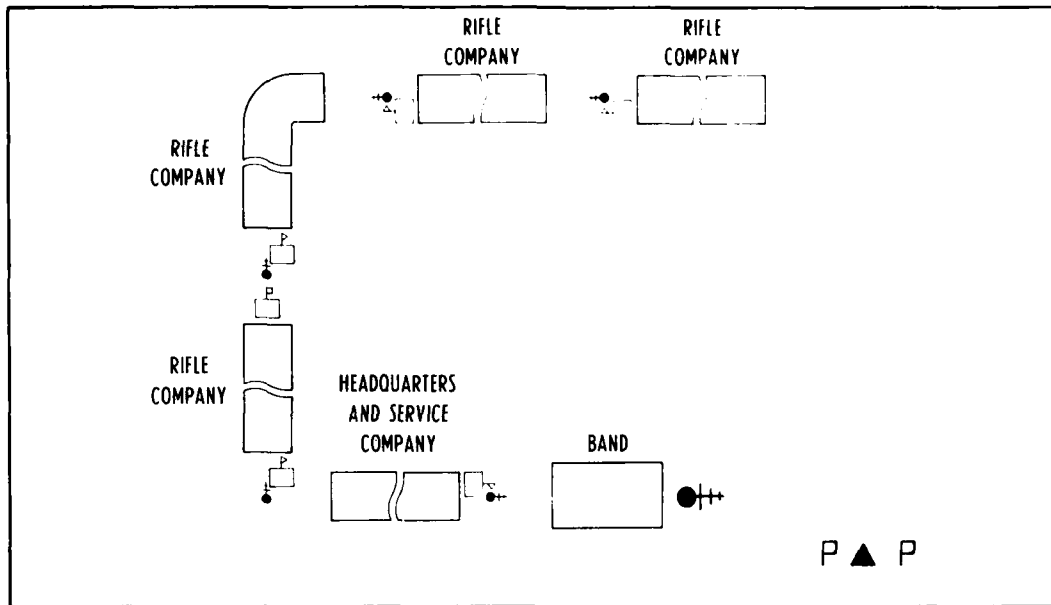 RIFLE
COMPANY
RIFLE
COMPANY
RIFLE
COMPANY
RIFLE
COMPANY
HEADQUARTERS
AND SERVICE
COMPANY
BAND